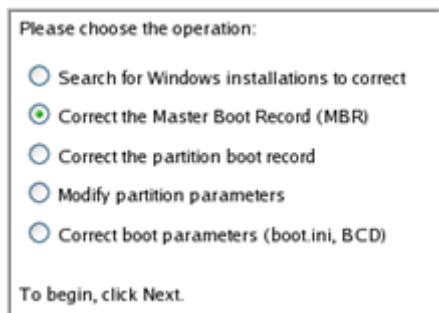 Please choose the operation:
Search for Windows installations to correct
Correct the Master Boot Record (MBR)
Correct the partition boot record
Modify partition parameters
Correct boot parameters (boot.ini, BCD)
To begin, click Next.